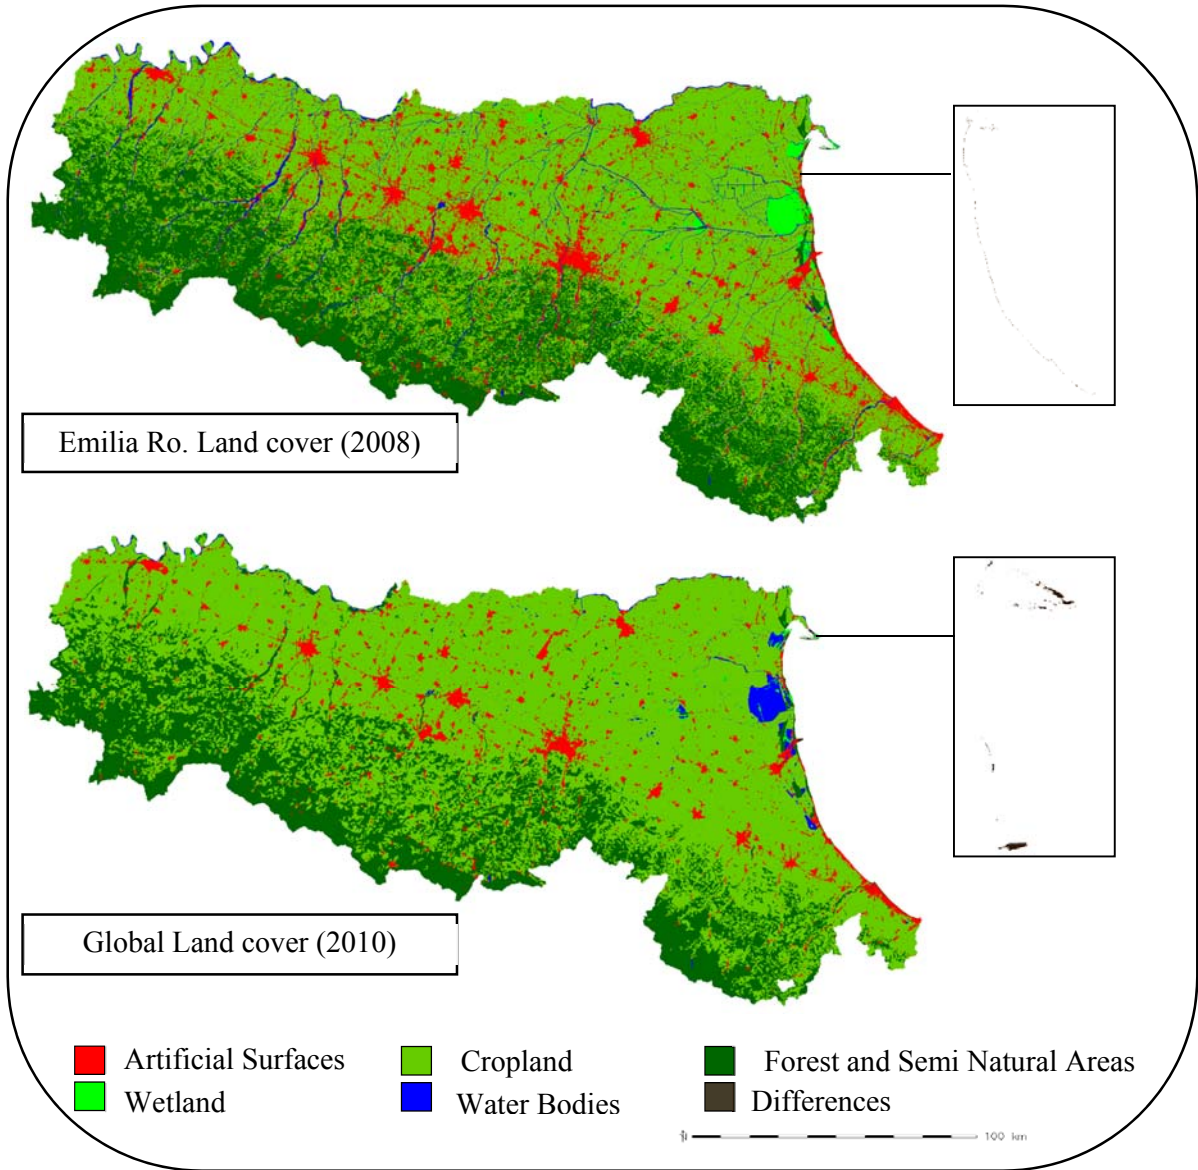 Emilia Ro. Land cover (2008)
Global Land cover (2010)
Artificial Surfaces
Cropland
Forest and Semi Natural Areas
Wetland
Water Bodies
Differences
100 km